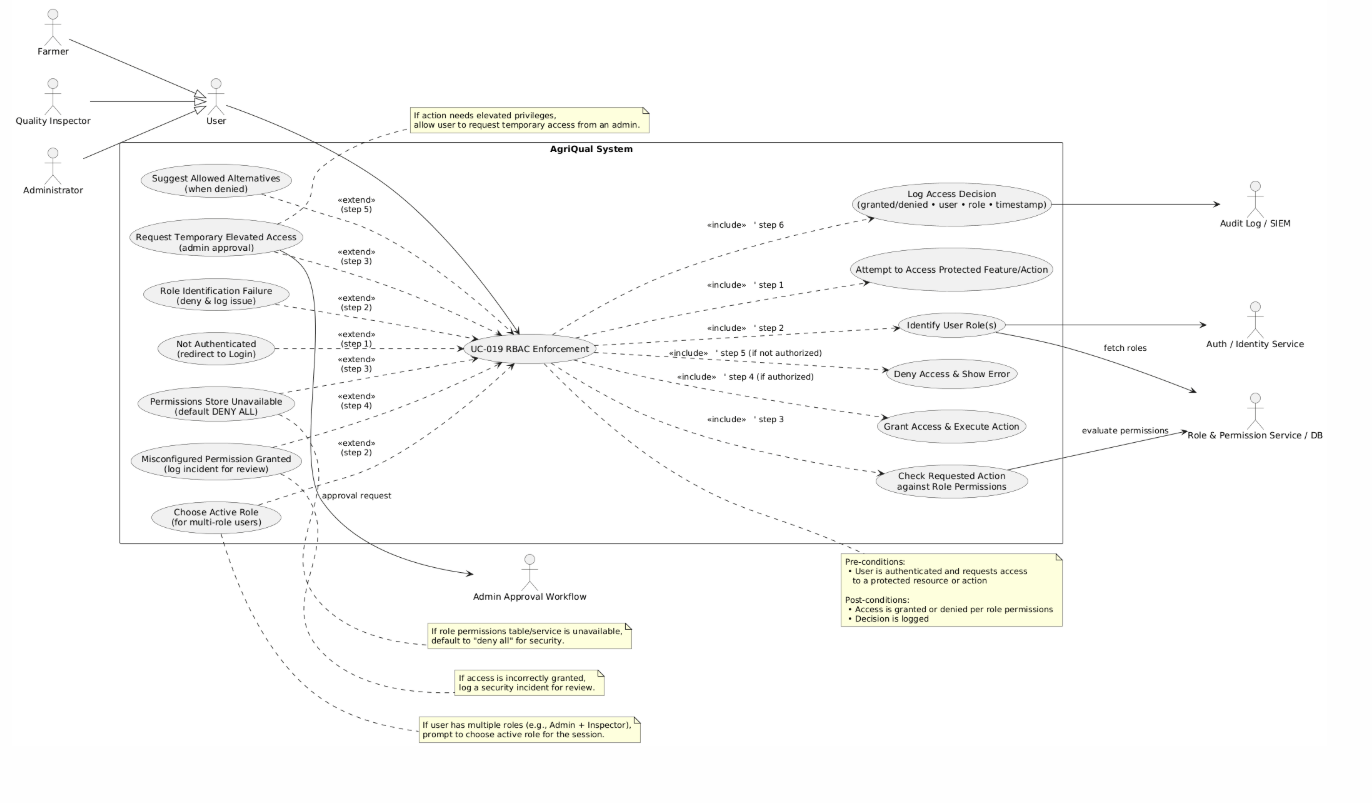 Farmer
Quality Inspector
User
Administrator
If action needs elevated privileges,
allow user to request temporary access from an admin.
AgriQual System
Suggest Allowed Alternatives
(when denied)
Request Temporary Elevated Access
(admin approval)
Role Identification Failure
(deny & log issue)
Not Authenticated
(redirect to Login)
Permissions Store Unavailable
(default DENY ALL)
Misconfigured Permission Granted
(log incident for review)
Choose Active Role
(for multi-role users)
«extend»
(step 5)
«extend»
(step 3)
«extend»
(step 2)
«extend»
(step 1)
«extend»
(step 3)
«extend»
(step 4)
«extend»
(step 2)
approval request
UC-019 RBAC Enforcement
«include» ' step 6
«include» ' step 1
«include» ' step 2
«include» ' step 5 (if not authorized)
«include» ' step 4 (if authorized)
«include» ' step 3
Log Access Decision
(granted/denied • user • role • timestamp)
Attempt to Access Protected Feature/Action
Identify User Role(s)
Deny Access & Show Error
Grant Access & Execute Action
Check Requested Action
against Role Permissions
Audit Log / SIEM
Auth / Identity Service
fetch roles
evaluate permissions
Role & Permission Service / DB
Admin Approval Workflow
Pre-conditions:
• User is authenticated and requests access
to a protected resource or action
Post-conditions:
• Access is granted or denied per role permissions
• Decision is logged
If role permissions table/service is unavailable,
default to "deny all" for security.
If access is incorrectly granted,
log a security incident for review.
If user has multiple roles (e.g., Admin + Inspector),
prompt to choose active role for the session.